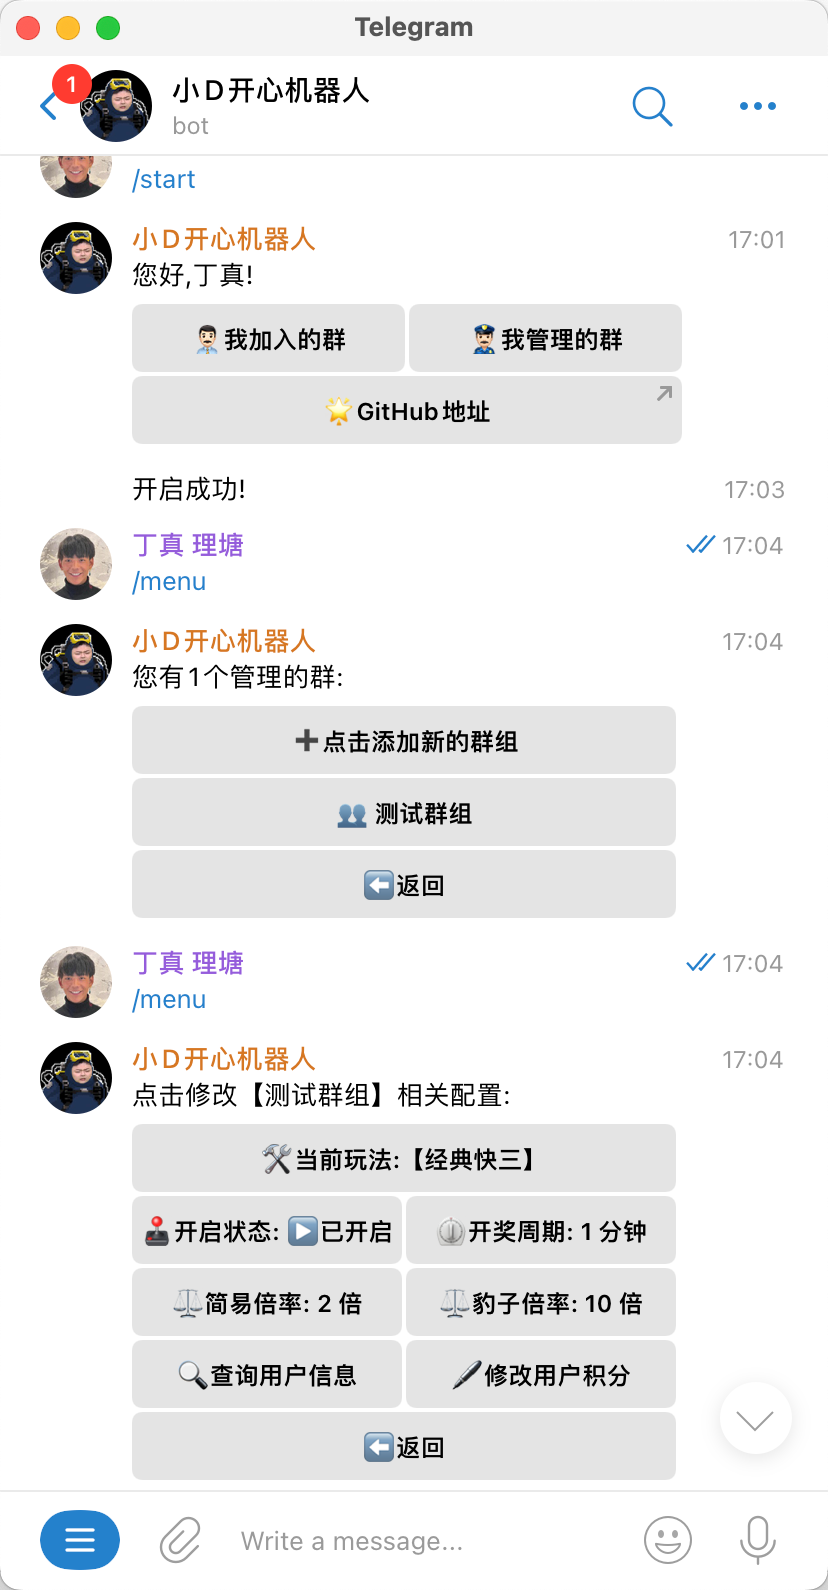 Telegram
1
小D开心机器人
bot
/start
小D开心机器人 17:01
您好,丁真!
我加入的群 我管理的群
GitHub地址
开启成功! 17:03
丁真 理塘 17:04
/menu
小D开心机器人 17:04
您有1个管理的群:
点击添加新的群组
测试群组
返回
丁真 理塘 17:04
/menu
小D开心机器人 17:04
点击修改【测试群组】相关配置:
当前玩法:【经典快三】
开启状态: 已开启 开奖周期: 1 分钟
简易倍率: 2 倍 豹子倍率: 10 倍
查询用户信息 修改用户积分
返回
Write a message...